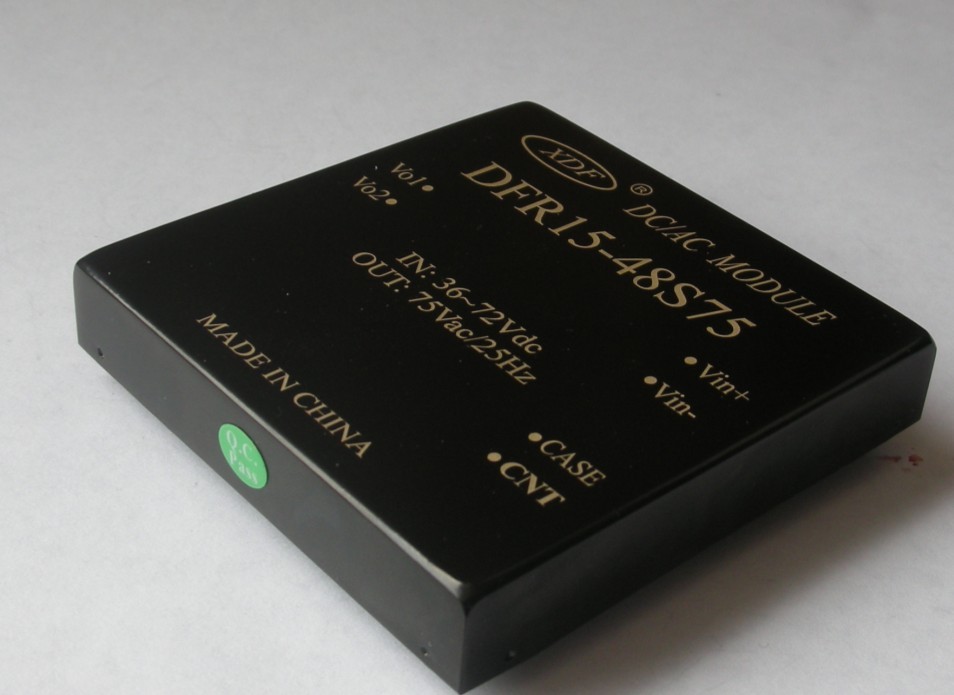 XDF ®
DC/AC MODULE
DFR15-48S75
Vo1
Vo2
Vin+
Vin-
IN: 36~72Vdc
OUT: 75Vac/25Hz
CASE
CNT
MADE IN CHINA
Q.C.
Pass